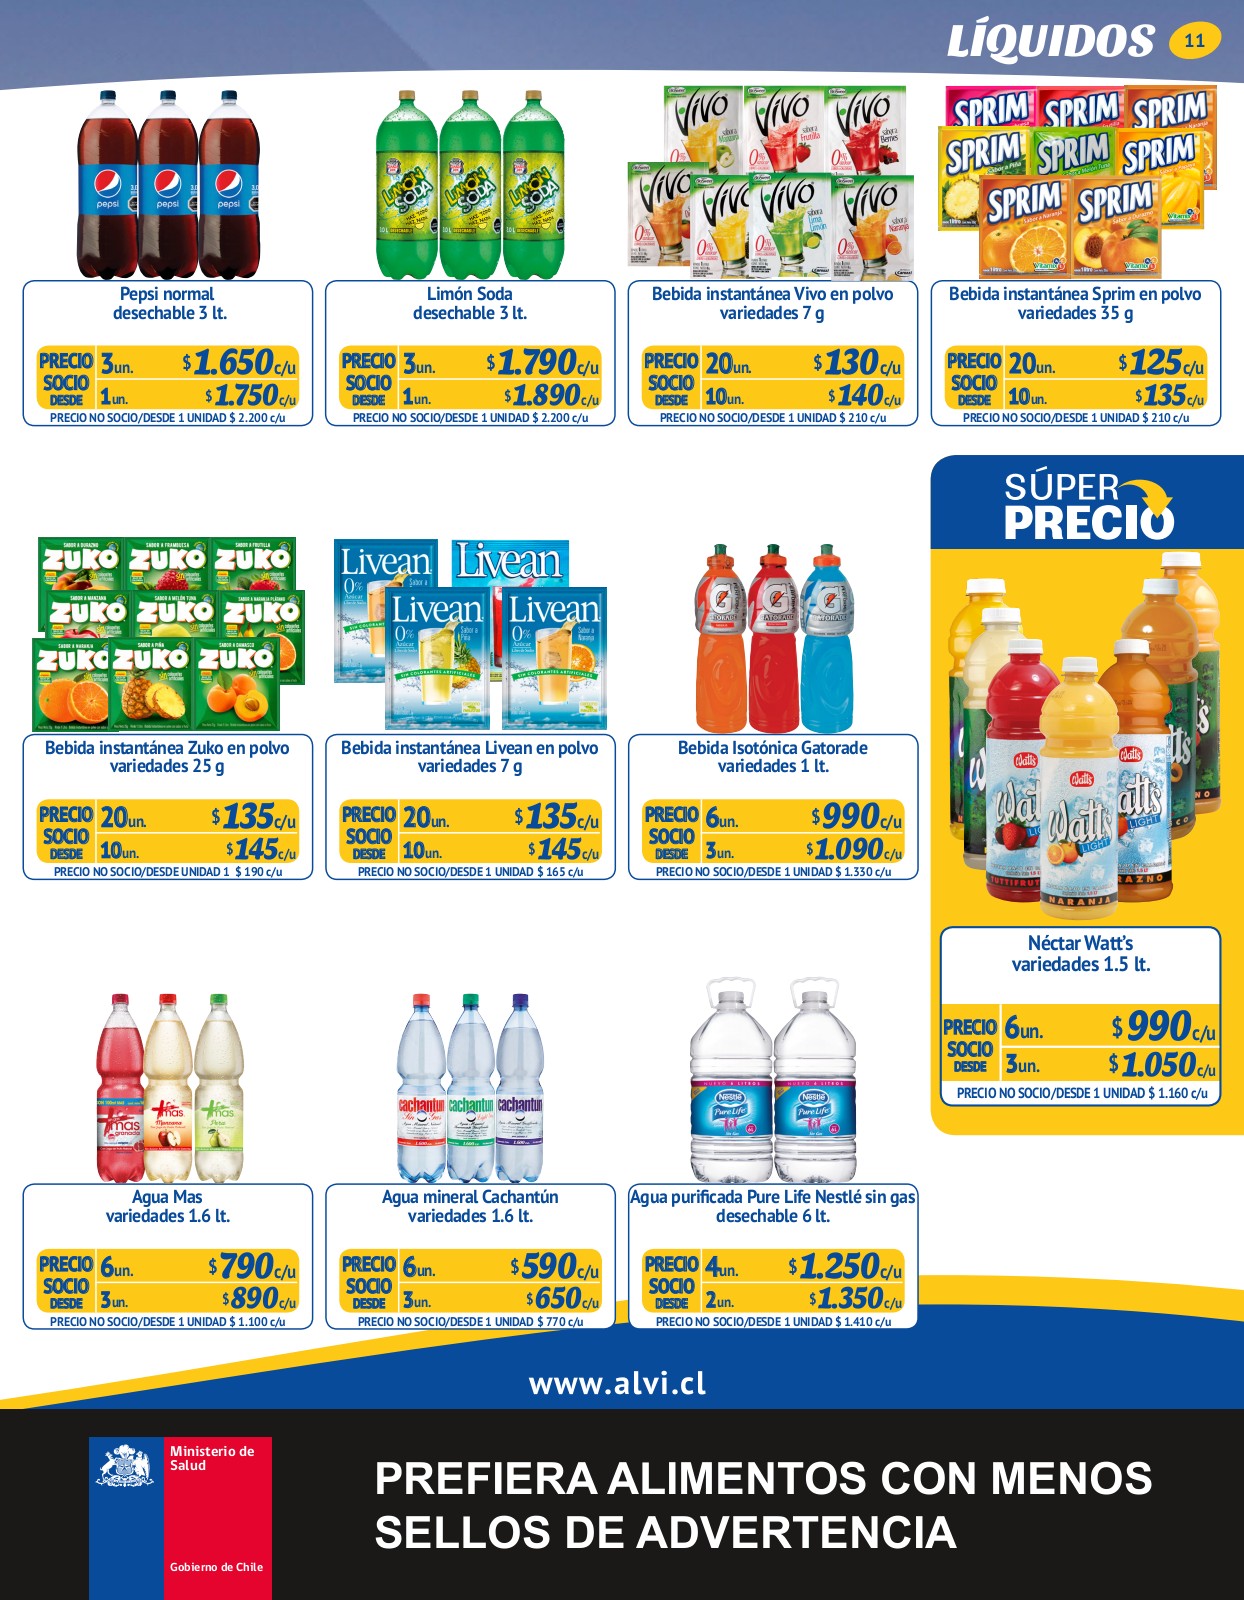 LÍQUIDOS 11
Pepsi normal
desechable 3 lt.
PRECIO SOCIO DESDE
3un. $1.650c/u
1un. $1.750c/u
PRECIO NO SOCIO/DESDE 1 UNIDAD $ 2.200 c/u
Limón Soda
desechable 3 lt.
PRECIO SOCIO DESDE
3un. $1.790c/u
1un. $1.890c/u
PRECIO NO SOCIO/DESDE 1 UNIDAD $ 2.200 c/u
Bebida instantánea Vivo en polvo
variedades 7 g
PRECIO SOCIO DESDE
20un. $130c/u
10un. $140c/u
PRECIO NO SOCIO/DESDE 1 UNIDAD $ 210 c/u
Bebida instantánea Sprim en polvo
variedades 35 g
PRECIO SOCIO DESDE
20un. $125c/u
10un. $135c/u
PRECIO NO SOCIO/DESDE 1 UNIDAD $ 210 c/u
Bebida instantánea Zuko en polvo
variedades 25 g
PRECIO SOCIO DESDE
20un. $135c/u
10un. $145c/u
PRECIO NO SOCIO/DESDE UNIDAD 1 $ 190 c/u
Bebida instantánea Livean en polvo
variedades 7 g
PRECIO SOCIO DESDE
20un. $135c/u
10un. $145c/u
PRECIO NO SOCIO/DESDE 1 UNIDAD $ 165 c/u
Bebida Isotónica Gatorade
variedades 1 lt.
PRECIO SOCIO DESDE
6un. $990c/u
3un. $1.090c/u
PRECIO NO SOCIO/DESDE 1 UNIDAD $ 1.330 c/u
SÚPER
PRECIO
Néctar Watt's
variedades 1.5 lt.
PRECIO SOCIO DESDE
6un. $990c/u
3un. $1.050c/u
PRECIO NO SOCIO/DESDE 1 UNIDAD $ 1.160 c/u
Agua Mas
variedades 1.6 lt.
PRECIO SOCIO DESDE
6un. $790c/u
3un. $890c/u
PRECIO NO SOCIO/DESDE 1 UNIDAD $ 1.100 c/u
Agua mineral Cachantún
variedades 1.6 lt.
PRECIO SOCIO DESDE
6un. $590c/u
3un. $650c/u
PRECIO NO SOCIO/DESDE 1 UNIDAD $ 770 c/u
Agua purificada Pure Life Nestlé sin gas
desechable 6 lt.
PRECIO SOCIO DESDE
4un. $1.250c/u
2un. $1.350c/u
PRECIO NO SOCIO/DESDE 1 UNIDAD $ 1.410 c/u
www.alvi.cl
Ministerio de
Salud
Gobierno de Chile
PREFIERA ALIMENTOS CON MENOS
SELLOS DE ADVERTENCIA